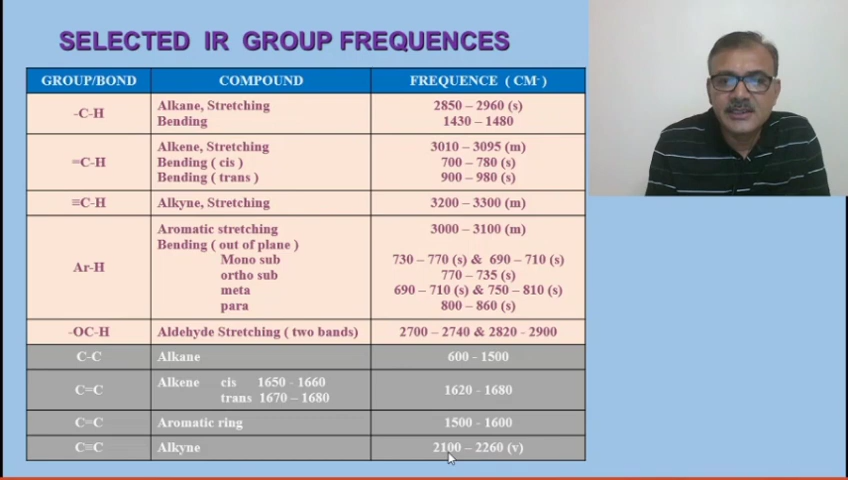 SELECTED IR GROUP FREQUENCES
GROUP/BOND COMPOUND FREQUENCE ( CM- )
-C-H Alkane, Stretching 2850 – 2960 (s)
Bending 1430 – 1480
=C-H Alkene, Stretching 3010 – 3095 (m)
Bending ( cis ) 700 – 780 (s)
Bending ( trans ) 900 – 980 (s)
≡C-H Alkyne, Stretching 3200 – 3300 (m)
Ar-H Aromatic stretching 3000 – 3100 (m)
Bending ( out of plane )
Mono sub 730 – 770 (s) & 690 – 710 (s)
ortho sub 770 – 735 (s)
meta 690 – 710 (s) & 750 – 810 (s)
para 800 – 860 (s)
-OC-H Aldehyde Stretching ( two bands) 2700 – 2740 & 2820 - 2900
C-C Alkane 600 - 1500
C=C Alkene cis 1650 - 1660 1620 - 1680
trans 1670 – 1680
C=C Aromatic ring 1500 - 1600
C≡C Alkyne 2100 – 2260 (v)